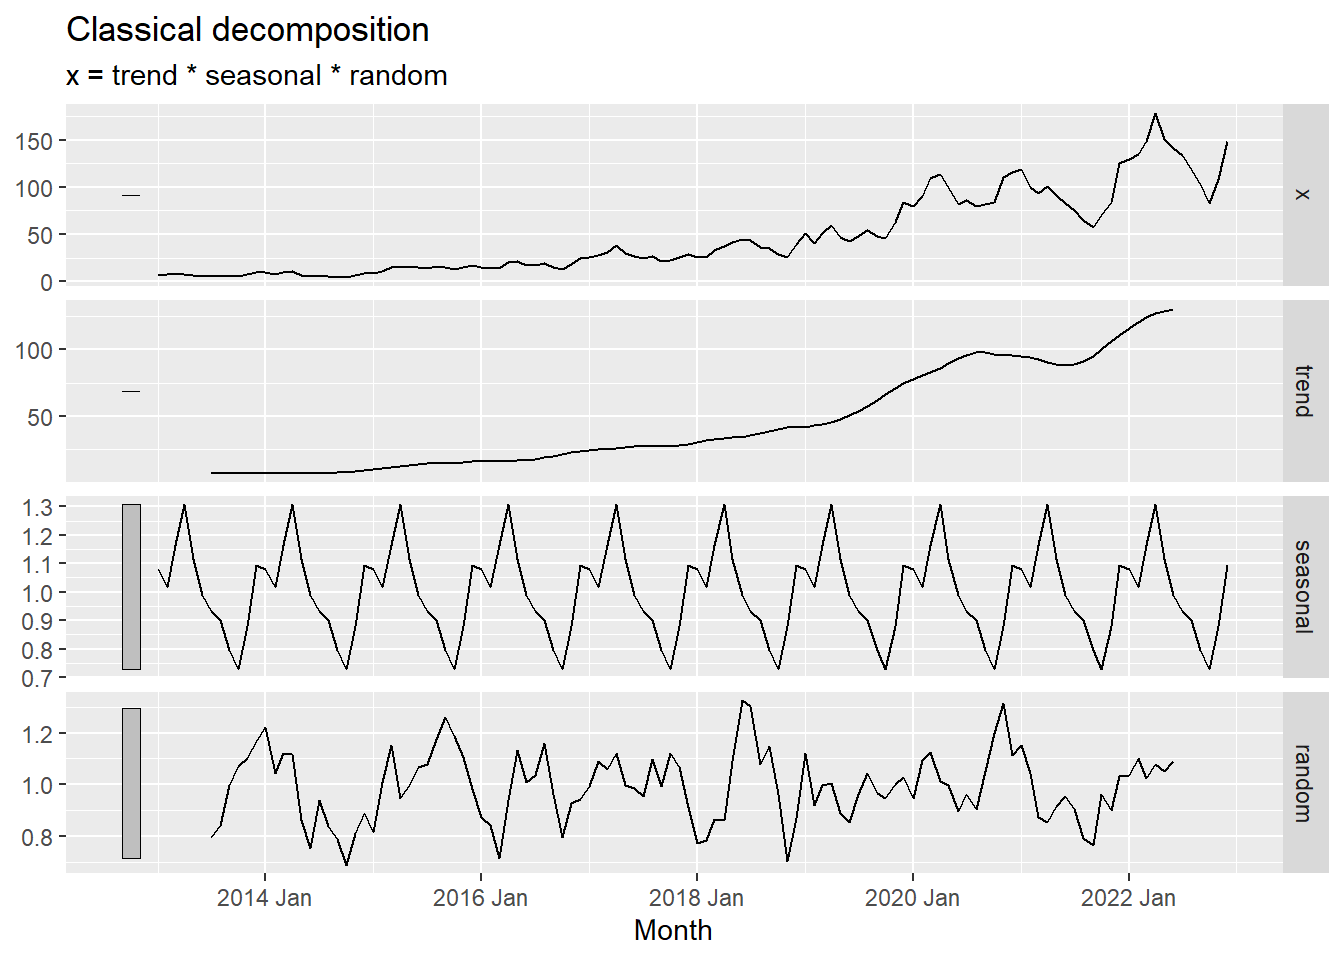 Classical decomposition
x = trend * seasonal * random
150
100
50
0
x
100
50
trend
1.3
1.2
1.1
1.0
0.9
0.8
0.7
seasonal
1.2
1.0
0.8
random
2014 Jan 2016 Jan 2018 Jan 2020 Jan 2022 Jan
Month